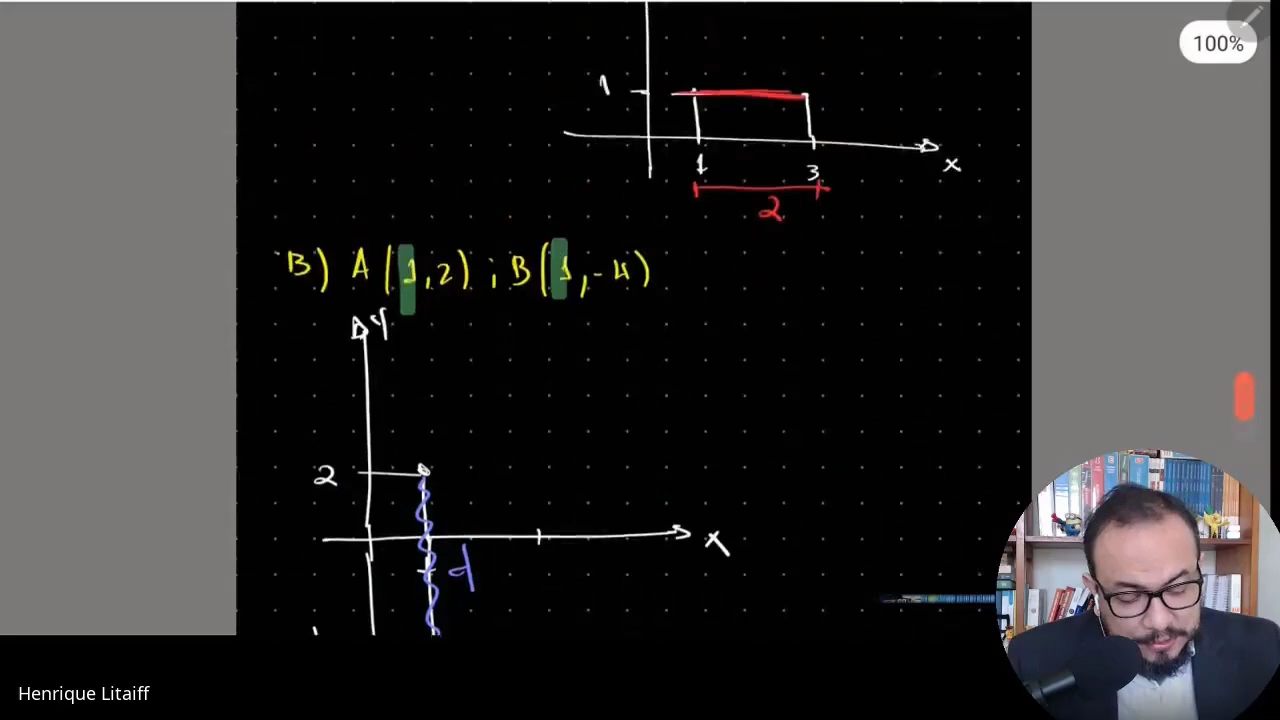 100%
1
1 3 x
2
B) A(1,2) ; B(1,-4)
y
2
x
d
Henrique Litaiff